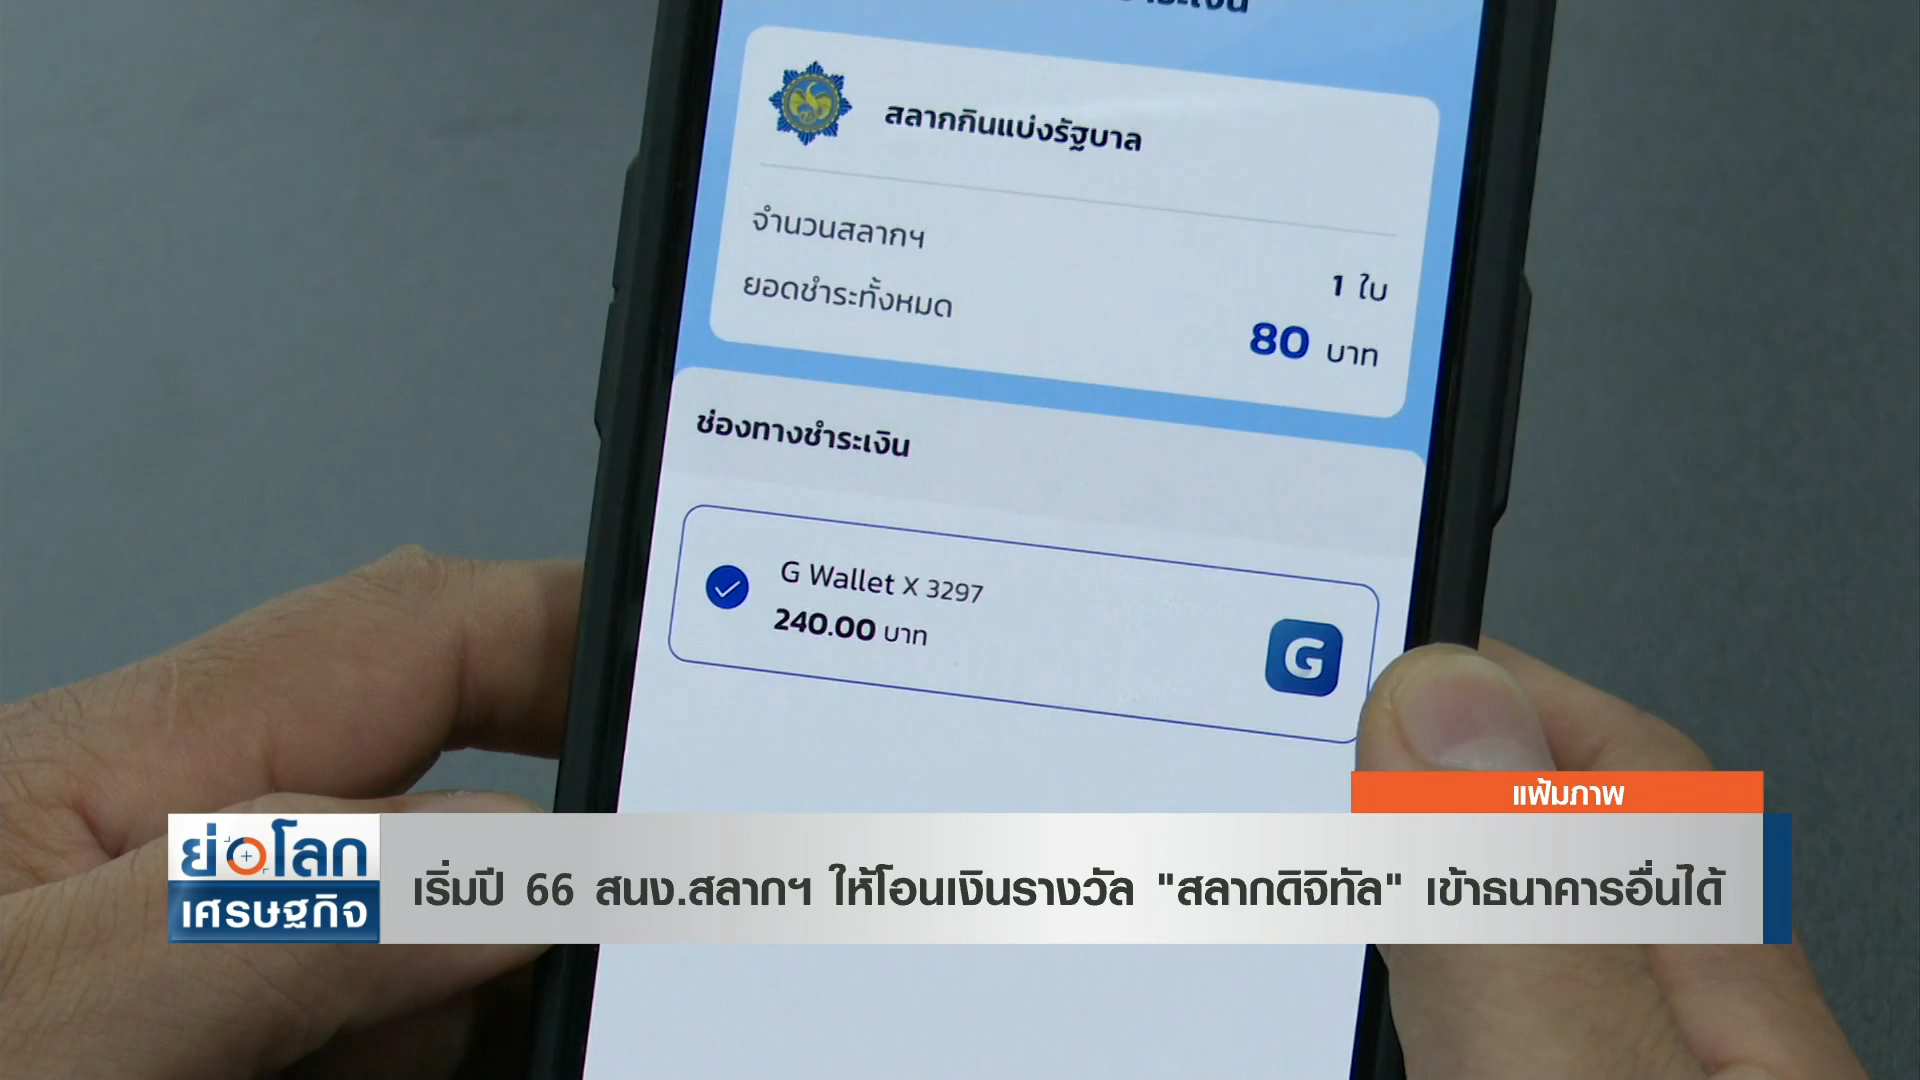 สลากกินแบ่งรัฐบาล
จำนวนสลากฯ
1 ใบ
ยอดชำระทั้งหมด
80 บาท
ช่องทางชำระเงิน
G Wallet X 3297
240.00 บาท
G
แฟ้มภาพ
ย่อโลก
เศรษฐกิจ
เริ่มปี 66 สนง.สลากฯ ให้โอนเงินรางวัล "สลากดิจิทัล" เข้าธนาคารอื่นได้